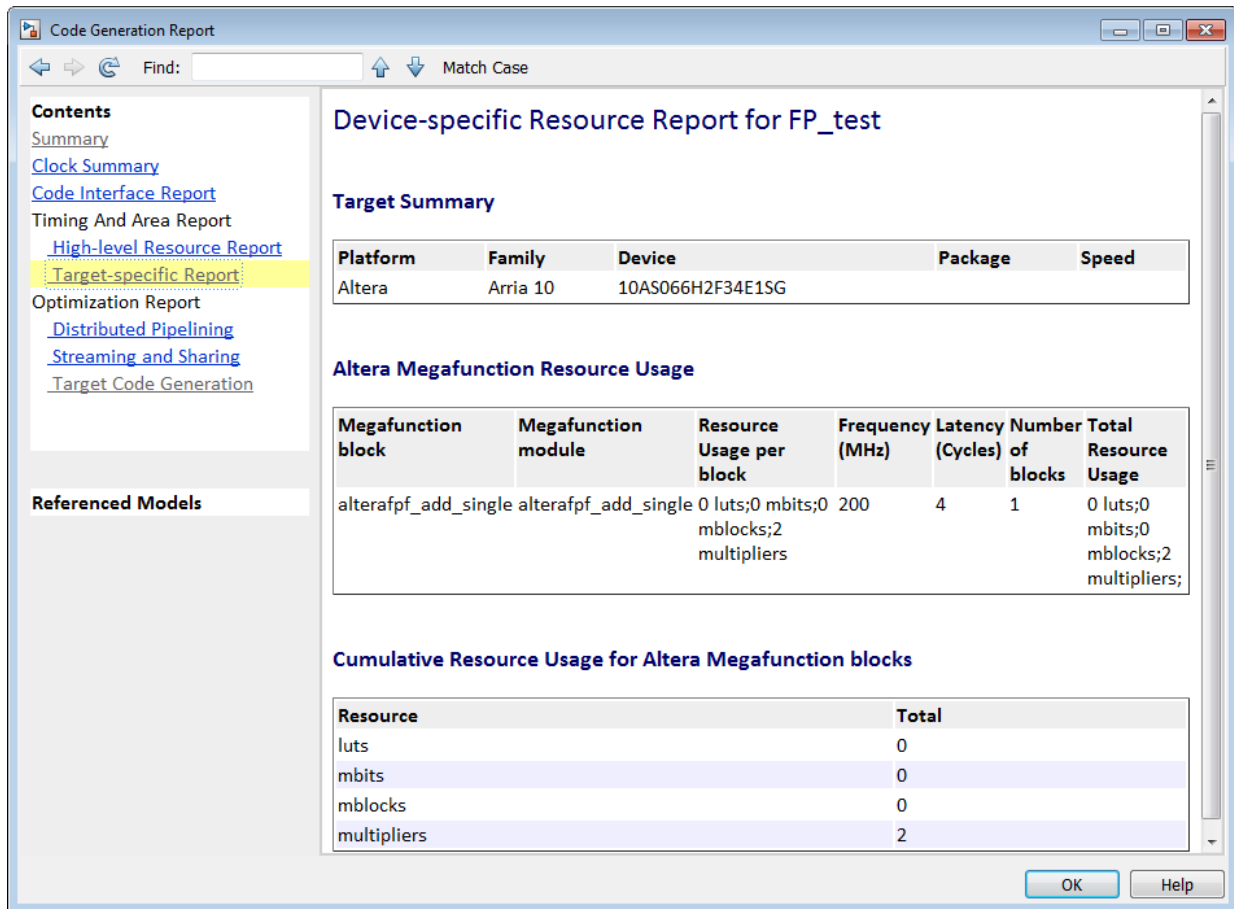 Code Generation Report
Find: Match Case
Contents
Summary
Clock Summary
Code Interface Report
Timing And Area Report
High-level Resource Report
Target-specific Report
Optimization Report
Distributed Pipelining
Streaming and Sharing
Target Code Generation
Referenced Models
Device-specific Resource Report for FP_test
Target Summary
Platform Family Device Package Speed
Altera Arria 10 10AS066H2F34E1SG
Altera Megafunction Resource Usage
Megafunction Megafunction Resource Frequency Latency Number Total
block module Usage per (MHz) (Cycles) of Resource
block blocks Usage
alterafpf_add_single alterafpf_add_single 0 luts;0 mbits;0 200 4 1 0 luts;0
mblocks;2 mbits;0
multipliers mblocks;2
multipliers;
Cumulative Resource Usage for Altera Megafunction blocks
Resource Total
luts 0
mbits 0
mblocks 0
multipliers 2
OK Help